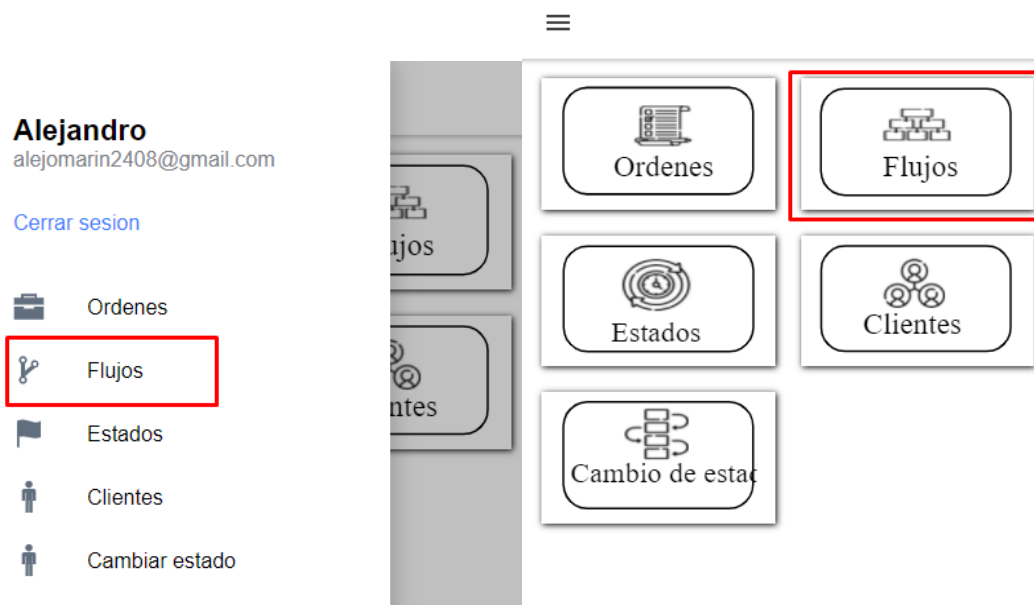 Alejandro
alejomarin2408@gmail.com
Cerrar sesion
Ordenes
Flujos
Estados
Clientes
Cambiar estado
ujos
ntes
Ordenes
Flujos
Estados
Clientes
Cambio de estad